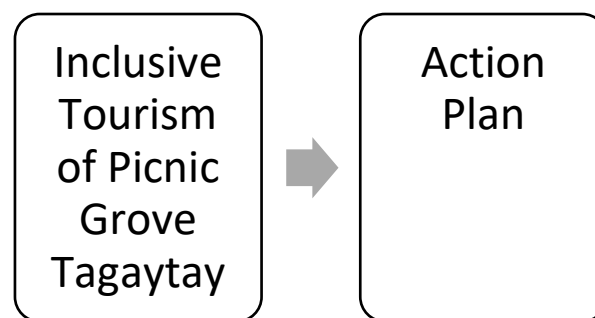 Inclusive
Tourism
of Picnic
Grove
Tagaytay
Action
Plan